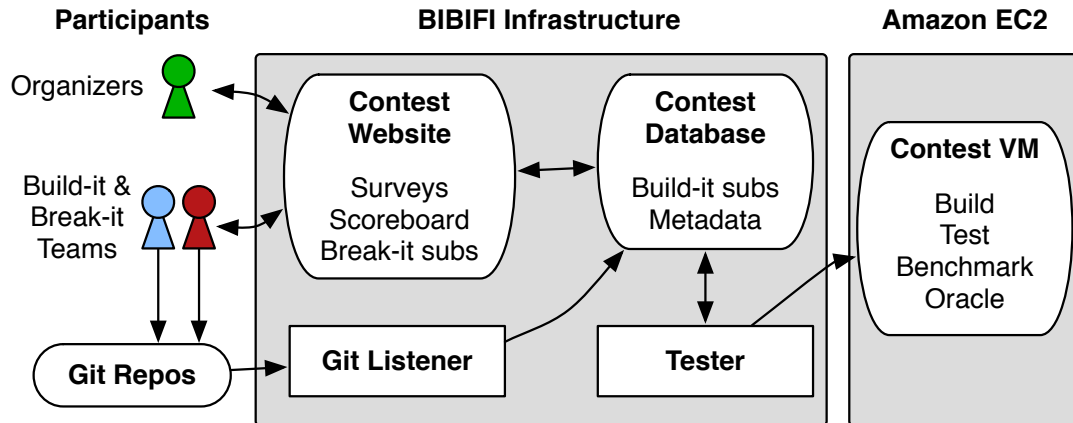 Participants
BIBIFI Infrastructure
Amazon EC2
Organizers
Build-it &
Break-it
Teams
Git Repos
Contest
Website
Surveys
Scoreboard
Break-it subs
Contest
Database
Build-it subs
Metadata
Git Listener
Tester
Contest VM
Build
Test
Benchmark
Oracle